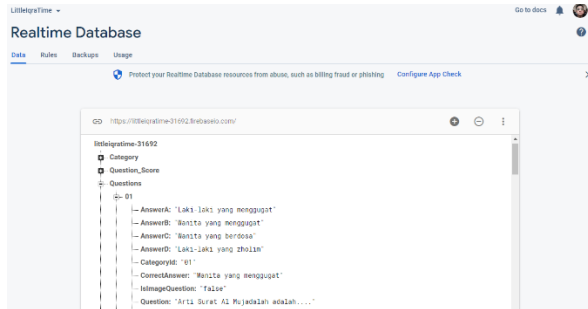 LittleIqraTime
Go to docs
Realtime Database
Data Rules Backups Usage
Protect your Realtime Database resources from abuse, such as billing fraud or phishing Configure App Check
https://littleiqratime-31692.firebaseio.com/
littleiqratime-31692
Category
Question_Score
Questions
01
AnswerA: "Laki-laki yang menggugat"
AnswerB: "Wanita yang menggugat"
AnswerC: "Wanita yang berdosa"
AnswerD: "Laki-laki yang zholim"
CategoryId: "01"
CorrectAnswer: "Wanita yang menggugat"
IsImageQuestion: "false"
Question: "Arti Surat Al Mujadalah adalah...."